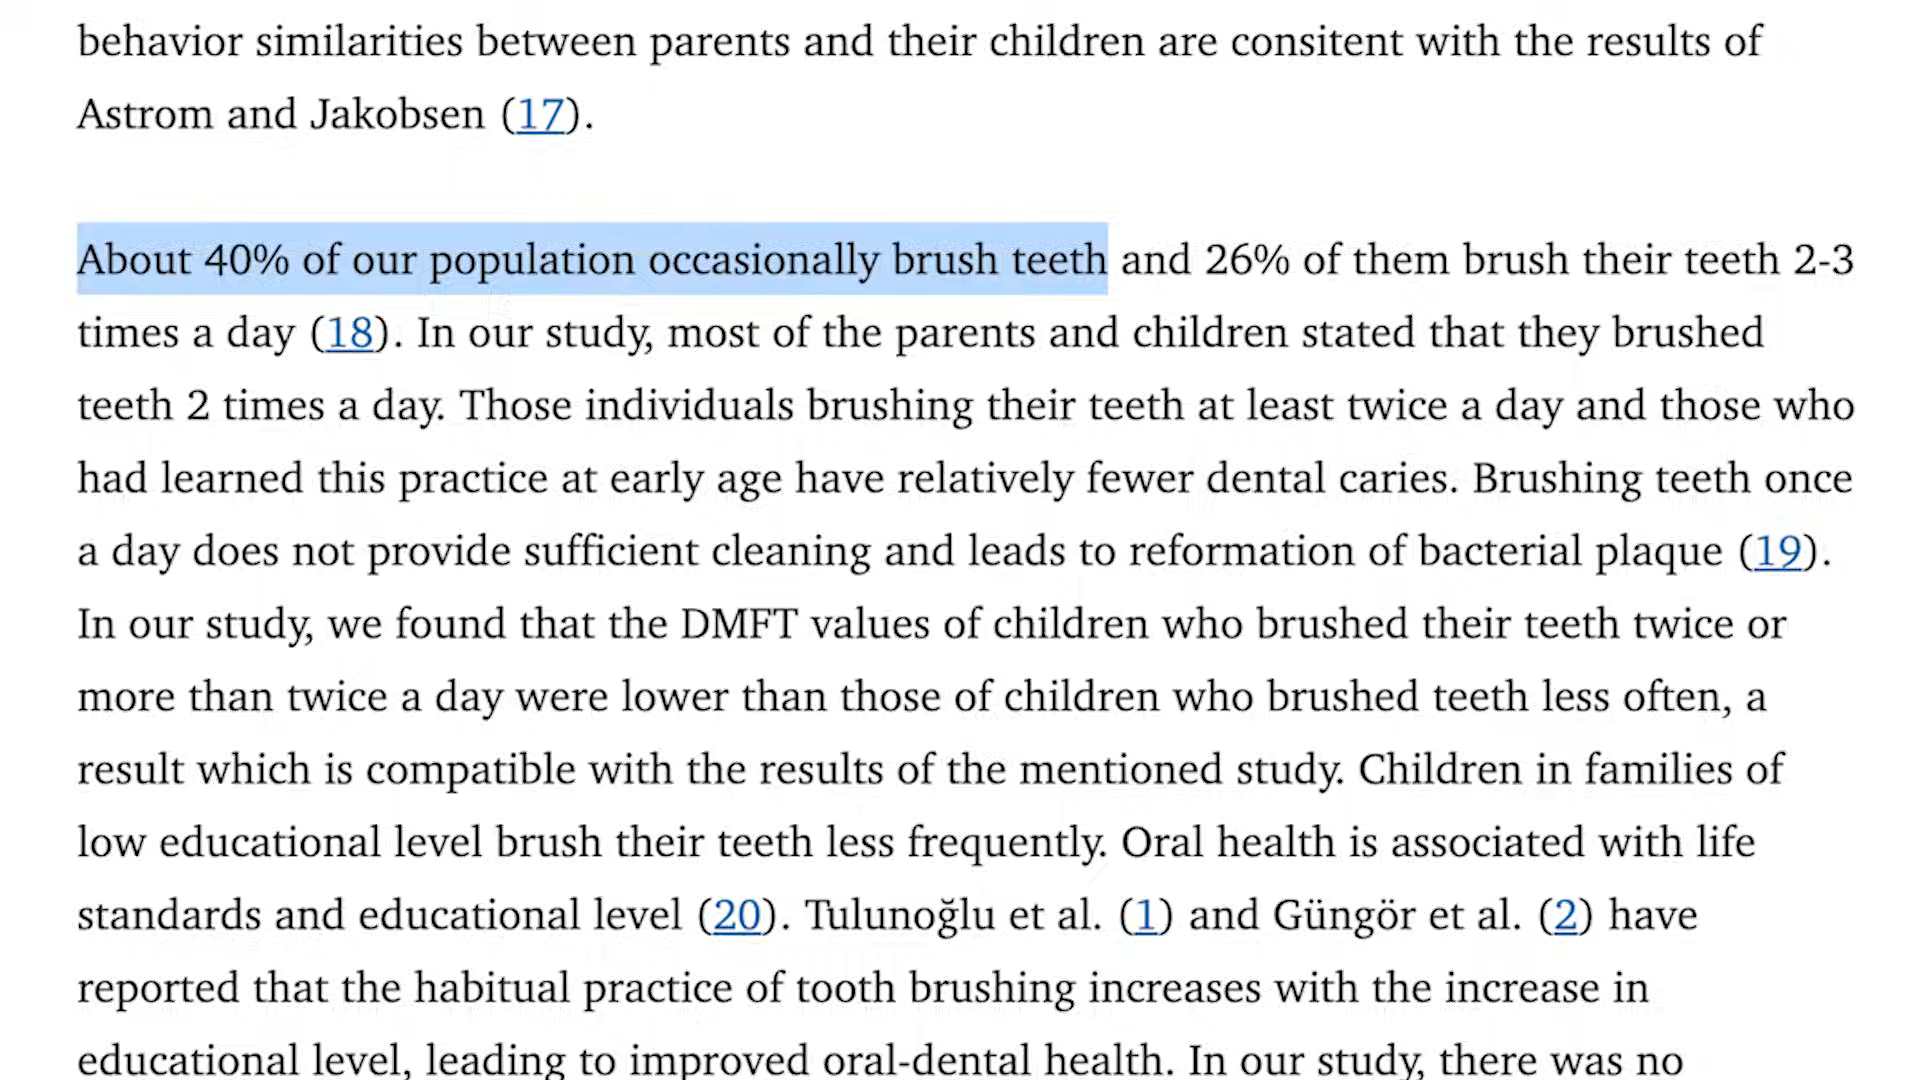 behavior similarities between parents and their children are consitent with the results of
Astrom and Jakobsen (17).
About 40% of our population occasionally brush teeth and 26% of them brush their teeth 2-3
times a day (18). In our study, most of the parents and children stated that they brushed
teeth 2 times a day. Those individuals brushing their teeth at least twice a day and those who
had learned this practice at early age have relatively fewer dental caries. Brushing teeth once
a day does not provide sufficient cleaning and leads to reformation of bacterial plaque (19).
In our study, we found that the DMFT values of children who brushed their teeth twice or
more than twice a day were lower than those of children who brushed teeth less often, a
result which is compatible with the results of the mentioned study. Children in families of
low educational level brush their teeth less frequently. Oral health is associated with life
standards and educational level (20). Tulunoğlu et al. (1) and Güngör et al. (2) have
reported that the habitual practice of tooth brushing increases with the increase in
educational level, leading to improved oral-dental health. In our study, there was no